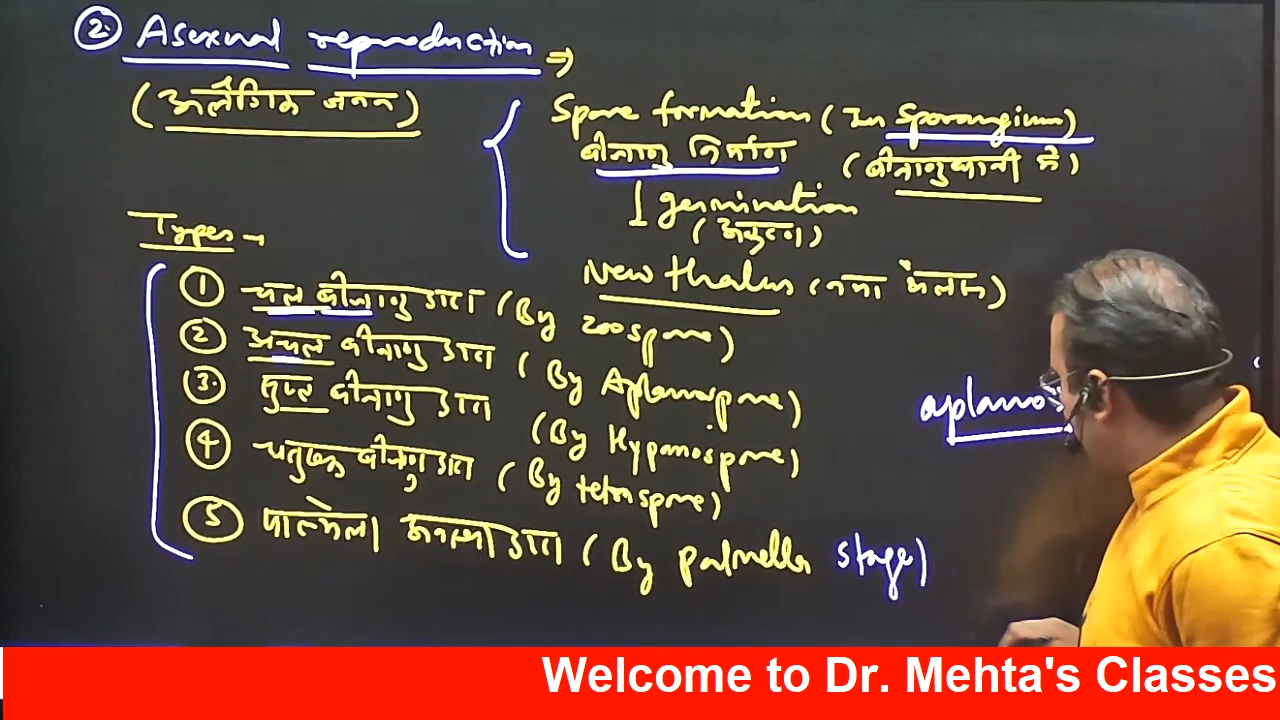 ② Asexual reproduction ⇒
(अलैंगिक जनन)
Spore formation (In Sporangium)
बीजाणु निर्माण (बीजाणुधानी में)
↓ germination
(अंकुरण)
New thallus (नया थैलस)
Types →
① चल बीजाणु द्वारा (By zoospore)
② अचल बीजाणु द्वारा (By Aplanospore)
③ सुप्त बीजाणु द्वारा (By Hypnospore)
④ चतुष्क बीजाणु द्वारा (By tetraspore)
⑤ पाल्मेला अवस्था द्वारा (By palmella stage)
aplanos
Welcome to Dr. Mehta's Classes